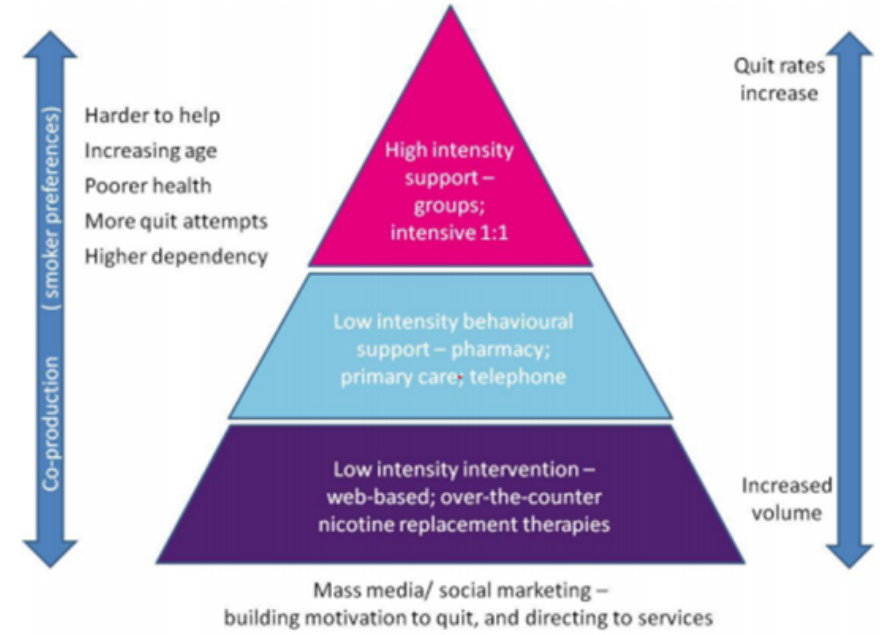 Quit rates
increase
Harder to help
Increasing age
Poorer health
More quit attempts
Higher dependency
Co-production ( smoker preferences)
High intensity
support –
groups;
intensive 1:1
Low intensity behavioural
support – pharmacy;
primary care; telephone
Low intensity intervention –
web-based; over-the-counter
nicotine replacement therapies
Increased
volume
Mass media/ social marketing –
building motivation to quit, and directing to services